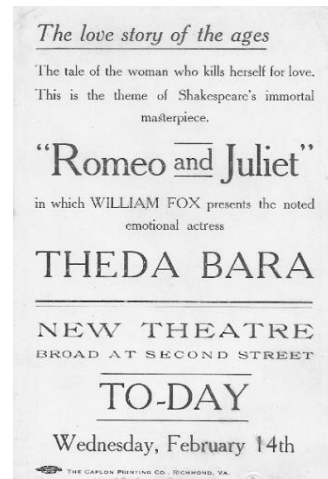 The love story of the ages
The tale of the woman who kills herself for love.
This is the theme of Shakespeare's immortal
masterpiece.
"Romeo and Juliet"
in which WILLIAM FOX presents the noted
emotional actress
THEDA BARA
NEW THEATRE
BROAD AT SECOND STREET
TO-DAY
Wednesday, February 14th
THE CAPLON PRINTING CO., RICHMOND, VA.